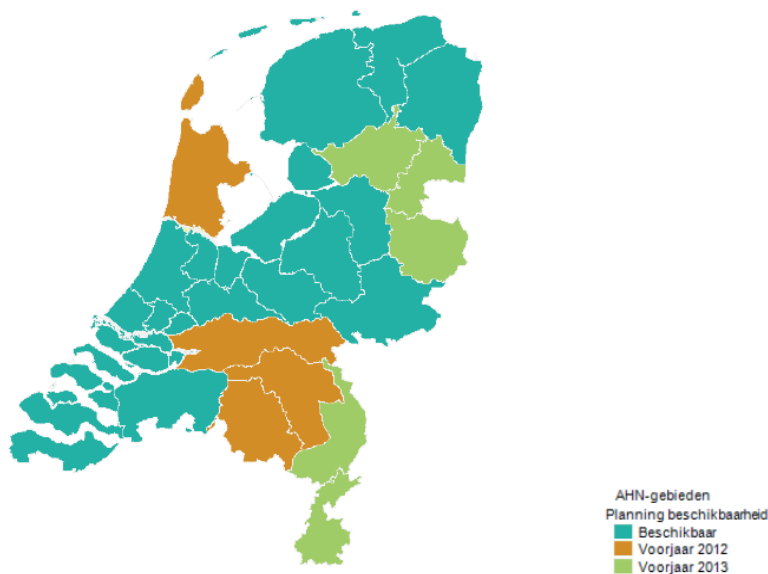 AHN-gebieden
Planning beschikbaarheid
Beschikbaar
Voorjaar 2012
Voorjaar 2013